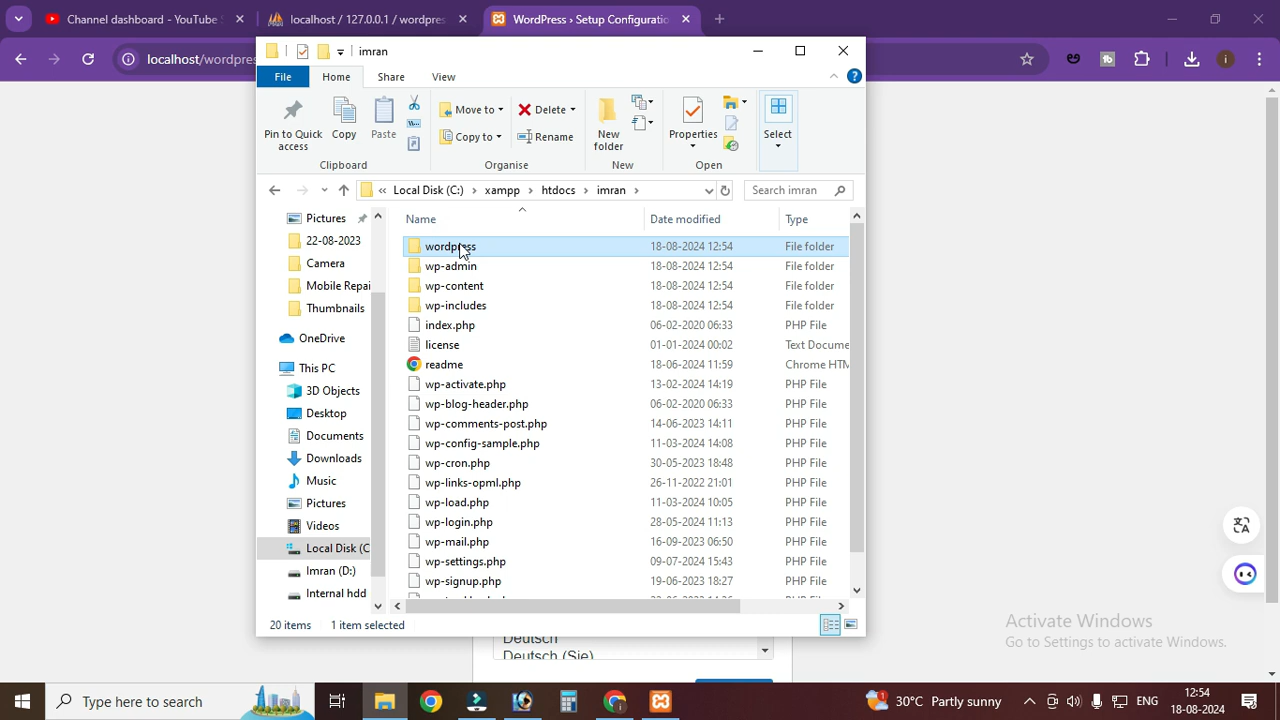 Channel dashboard - YouTube S
localhost / 127.0.0.1 / wordpres
WordPress › Setup Configuratio
localhost/wordpres
imran
File
Home
Share
View
Pin to Quick access
Copy
Paste
Move to
Copy to
Delete
Rename
New folder
Properties
Select
Clipboard
Organise
New
Open
Local Disk (C:) › xampp › htdocs › imran ›
Search imran
Name
Date modified
Type
Pictures
22-08-2023
Camera
Mobile Repai
Thumbnails
OneDrive
This PC
3D Objects
Desktop
Documents
Downloads
Music
Pictures
Videos
Local Disk (C
Imran (D:)
Internal hdd
wordpress 18-08-2024 12:54 File folder
wp-admin 18-08-2024 12:54 File folder
wp-content 18-08-2024 12:54 File folder
wp-includes 18-08-2024 12:54 File folder
index.php 06-02-2020 06:33 PHP File
license 01-01-2024 00:02 Text Docume
readme 18-06-2024 11:59 Chrome HTM
wp-activate.php 13-02-2024 14:19 PHP File
wp-blog-header.php 06-02-2020 06:33 PHP File
wp-comments-post.php 14-06-2023 14:11 PHP File
wp-config-sample.php 11-03-2024 14:08 PHP File
wp-cron.php 30-05-2023 18:48 PHP File
wp-links-opml.php 26-11-2022 21:01 PHP File
wp-load.php 11-03-2024 10:05 PHP File
wp-login.php 28-05-2024 11:13 PHP File
wp-mail.php 16-09-2023 06:50 PHP File
wp-settings.php 09-07-2024 15:43 PHP File
wp-signup.php 19-06-2023 18:27 PHP File
20 items 1 item selected
Deutsch
Deutsch (Sie)
Activate Windows
Go to Settings to activate Windows.
Type here to search
1
30°C Partly sunny
ENG
12:54
18-08-2024